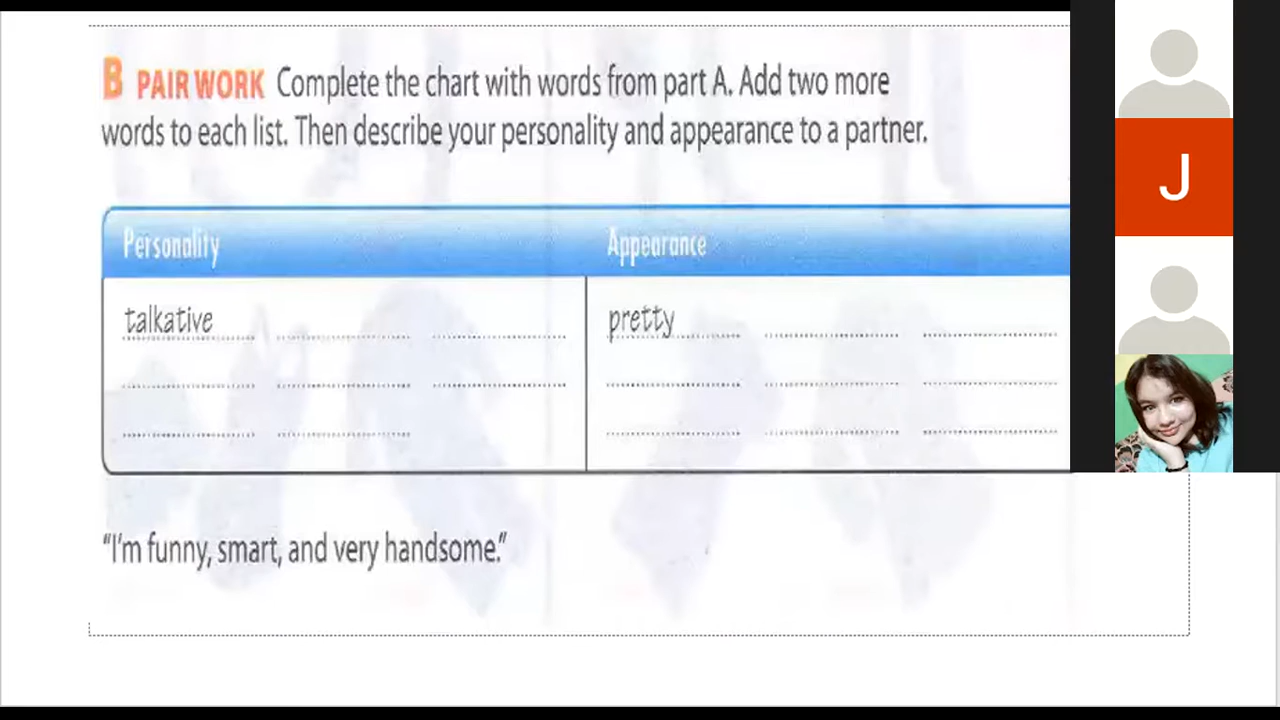 B PAIR WORK Complete the chart with words from part A. Add two more
words to each list. Then describe your personality and appearance to a partner.
Personality
Appearance
talkative
pretty
"I'm funny, smart, and very handsome."
J